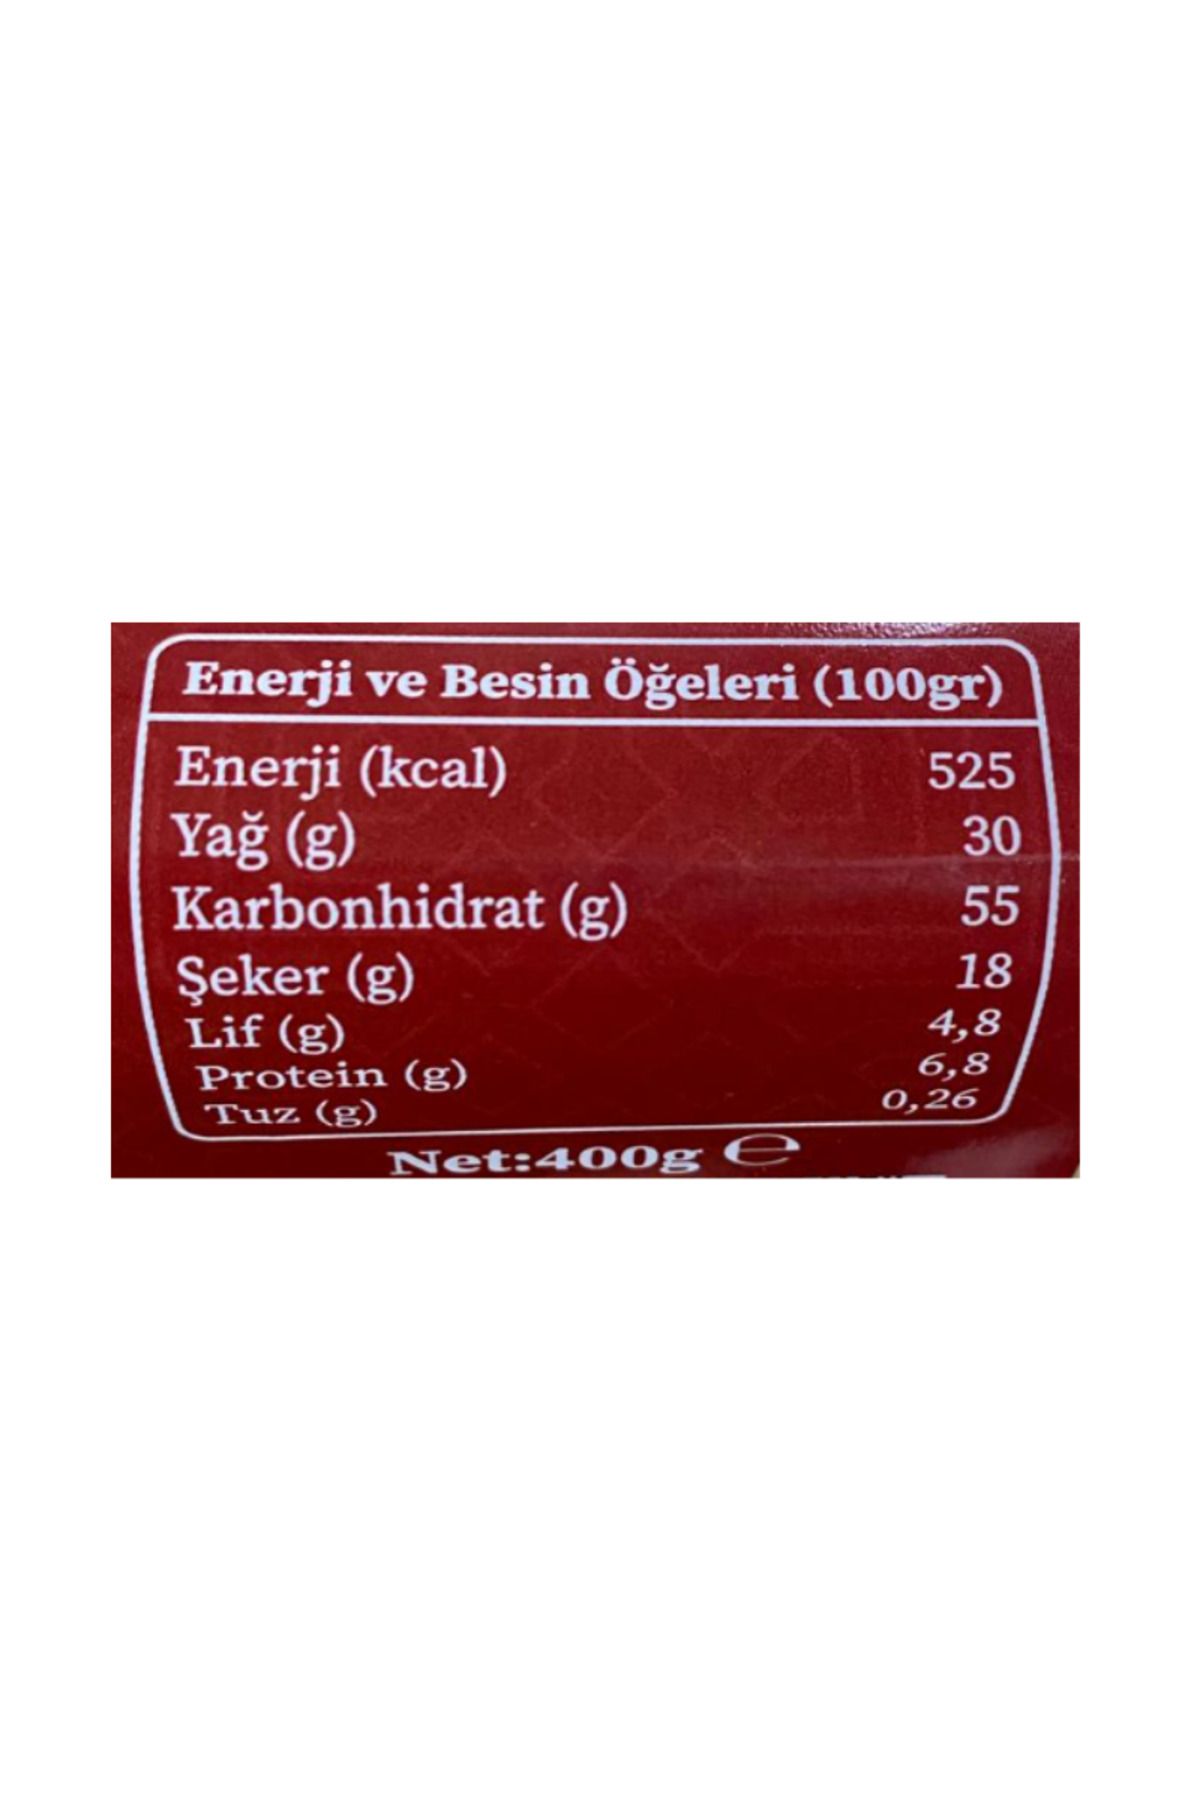 Enerji ve Besin Öğeleri (100gr)
Enerji (kcal) 525
Yağ (g) 30
Karbonhidrat (g) 55
Şeker (g) 18
Lif (g) 4,8
Protein (g) 6,8
Tuz (g) 0,26
Net:400g ℮